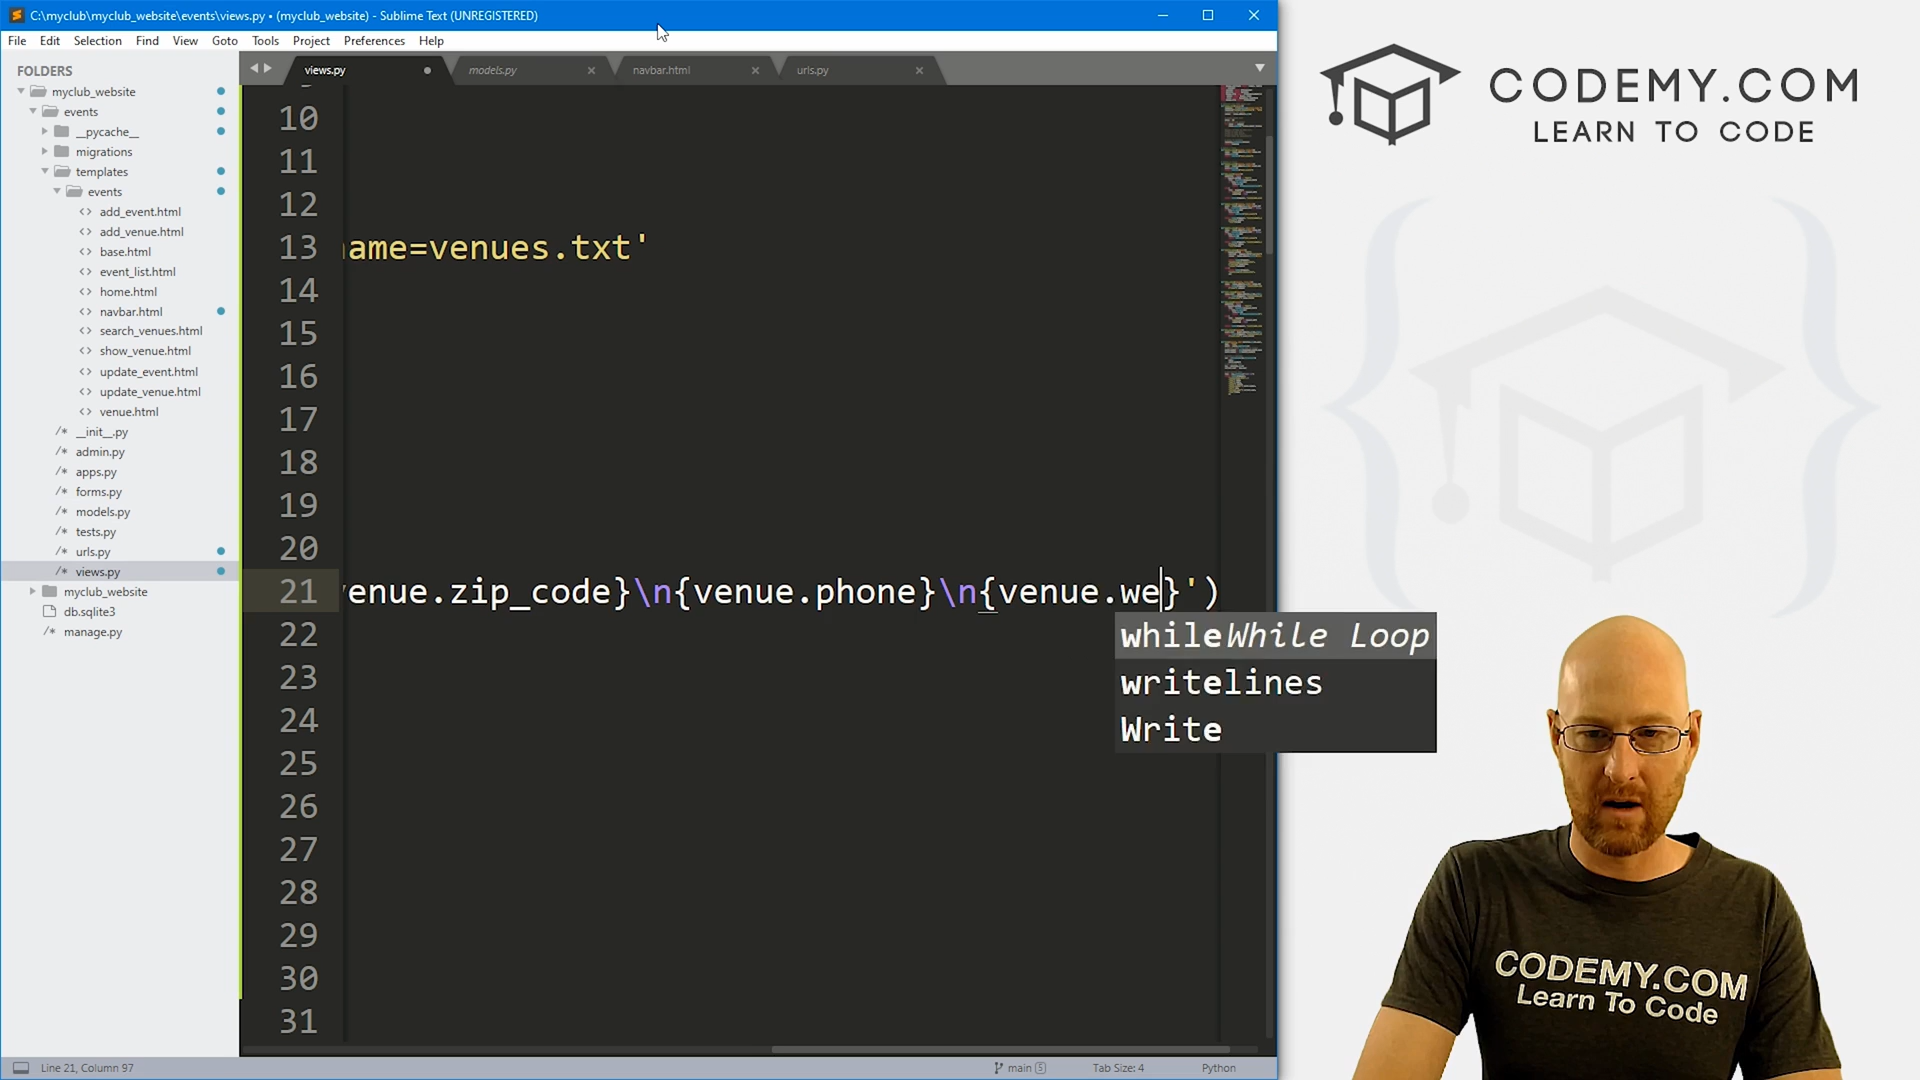 C:\myclub\myclub_website\events\views.py • (myclub_website) - Sublime Text (UNREGISTERED)
File Edit Selection Find View Goto Tools Project Preferences Help
FOLDERS
myclub_website
events
__pycache__
migrations
templates
events
add_event.html
add_venue.html
base.html
event_list.html
home.html
navbar.html
search_venues.html
show_venue.html
update_event.html
update_venue.html
venue.html
__init__.py
admin.py
apps.py
forms.py
models.py
tests.py
urls.py
views.py
myclub_website
db.sqlite3
manage.py
views.py models.py navbar.html urls.py
10
11
12
13 name=venues.txt'
14
15
16
17
18
19
20
21 venue.zip_code}\n{venue.phone}\n{venue.we}')
while While Loop
writelines
Write
22
23
24
25
26
27
28
29
30
31
Line 21, Column 97
main 5
Tab Size: 4
Python
CODEMY.COM
LEARN TO CODE
CODEMY.COM
Learn To Code